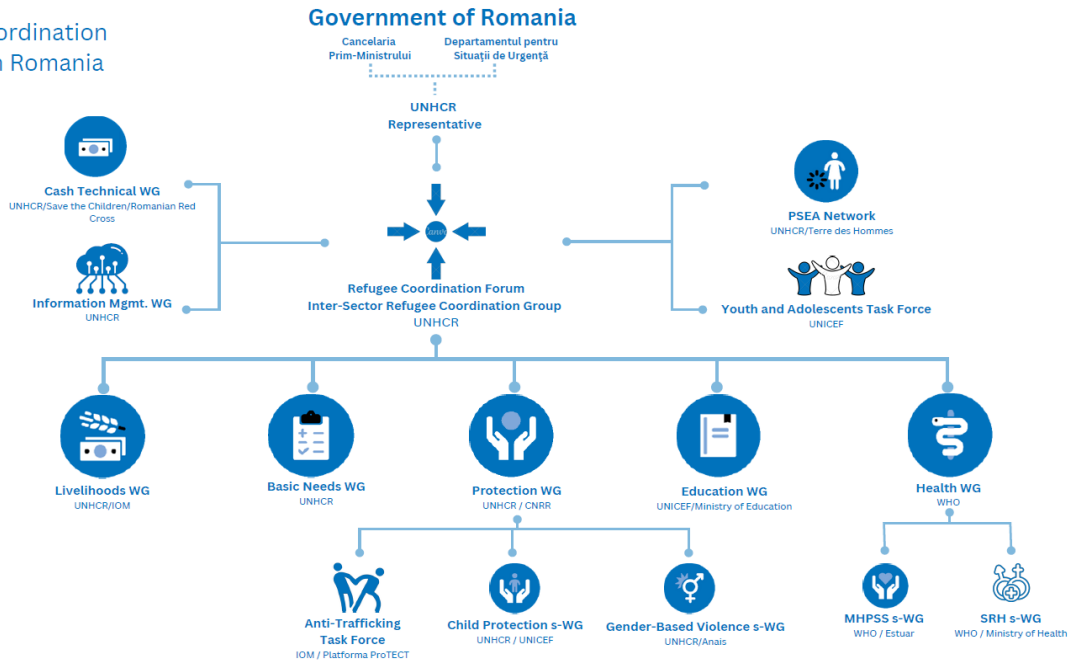 Government of Romania
ordination
n Romania
Cancelaria
Prim-Ministrului
Departamentul pentru
Situații de Urgență
UNHCR
Representative
Cash Technical WG
UNHCR/Save the Children/Romanian Red
Cross
PSEA Network
UNHCR/Terre des Hommes
Information Mgmt. WG
UNHCR
Refugee Coordination Forum
Inter-Sector Refugee Coordination Group
UNHCR
Youth and Adolescents Task Force
UNICEF
Livelihoods WG
UNHCR/IOM
Basic Needs WG
UNHCR
Protection WG
UNHCR / CNRR
Education WG
UNICEF/Ministry of Education
Health WG
WHO
Anti-Trafficking
Task Force
IOM / Platforma ProTECT
Child Protection s-WG
UNHCR / UNICEF
Gender-Based Violence s-WG
UNHCR/Anais
MHPSS s-WG
WHO / Estuar
SRH s-WG
WHO / Ministry of Health